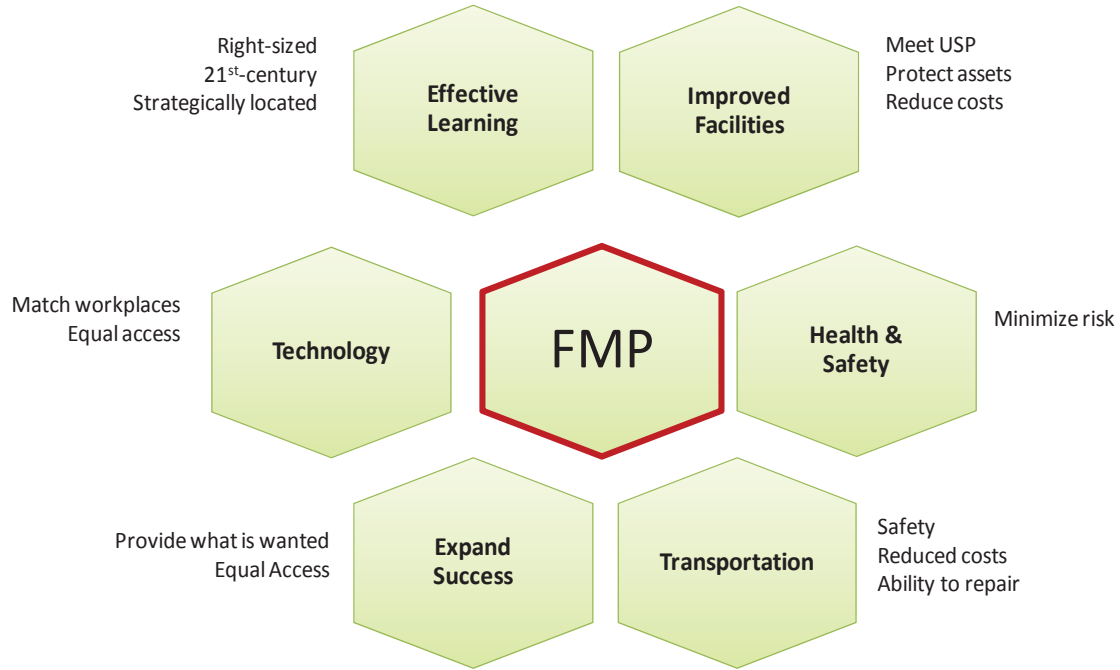 Right-sized
21st-century
Strategically located
Effective
Learning
Improved
Facilities
Meet USP
Protect assets
Reduce costs
Match workplaces
Equal access
Technology
FMP
Health &
Safety
Minimize risk
Provide what is wanted
Equal Access
Expand
Success
Transportation
Safety
Reduced costs
Ability to repair